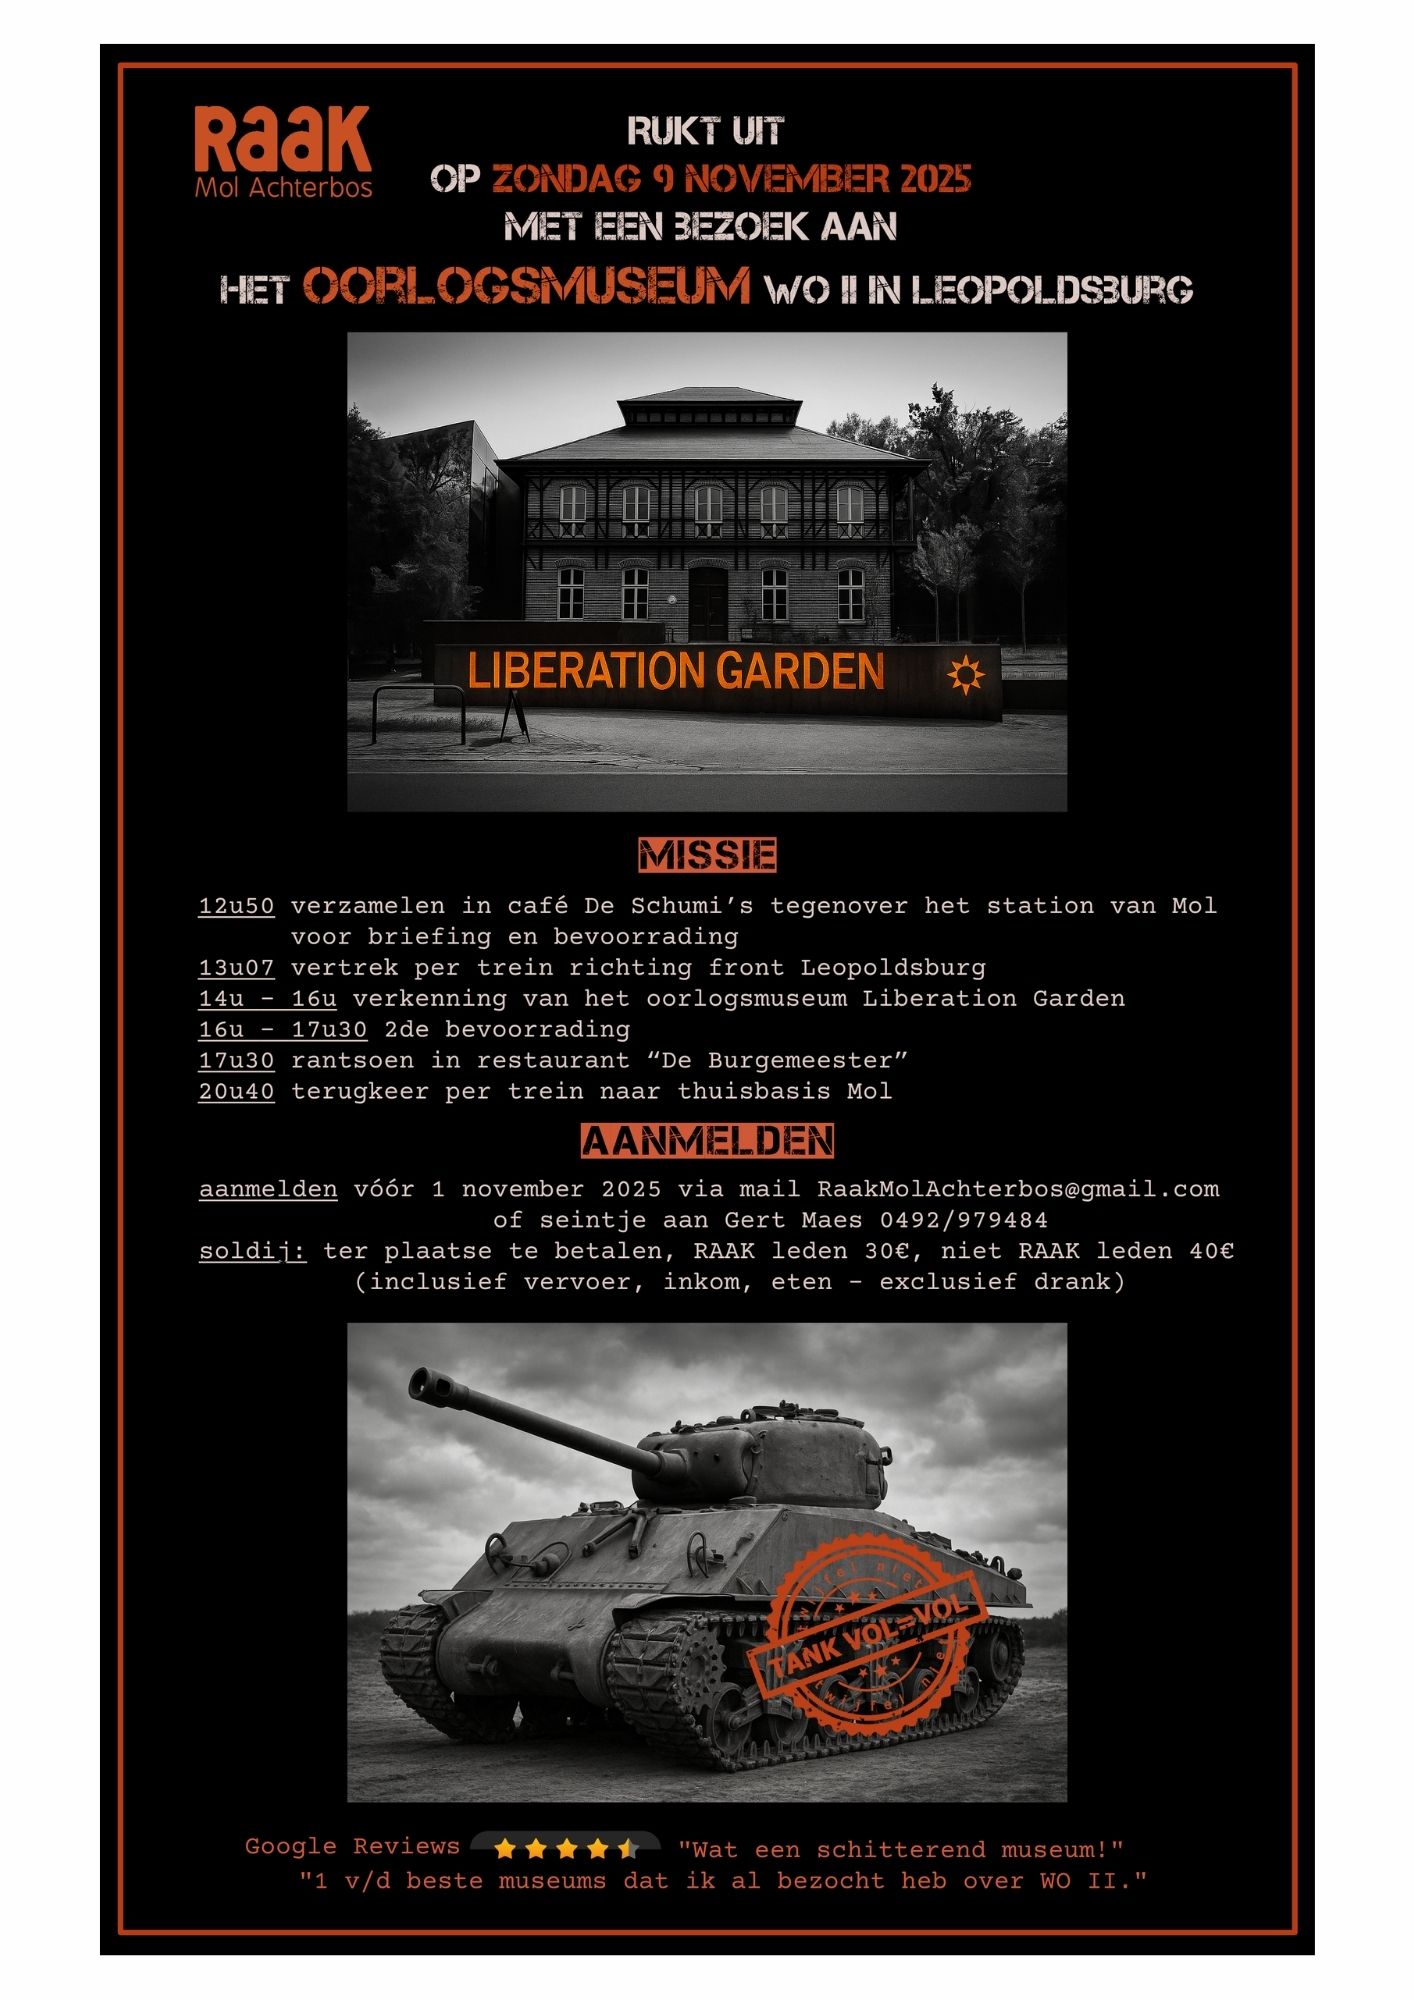 RaaK
Mol Achterbos
RUKT UIT
OP ZONDAG 9 NOVEMBER 2025
MET EEN BEZOEK AAN
HET OORLOGSMUSEUM WO II IN LEOPOLDSBURG
LIBERATION GARDEN
MISSIE
12u50 verzamelen in café De Schumi’s tegenover het station van Mol
voor briefing en bevoorrading
13u07 vertrek per trein richting front Leopoldsburg
14u – 16u verkenning van het oorlogsmuseum Liberation Garden
16u – 17u30 2de bevoorrading
17u30 rantsoen in restaurant “De Burgemeester”
20u40 terugkeer per trein naar thuisbasis Mol
AANMELDEN
aanmelden vóór 1 november 2025 via mail RaakMolAchterbos@gmail.com
of seintje aan Gert Maes 0492/979484
soldij: ter plaatse te betalen, RAAK leden 30€, niet RAAK leden 40€
(inclusief vervoer, inkom, eten – exclusief drank)
twijfel niet
TANK VOL=VOL
twijfel niet
Google Reviews "Wat een schitterend museum!"
"1 v/d beste museums dat ik al bezocht heb over WO II."